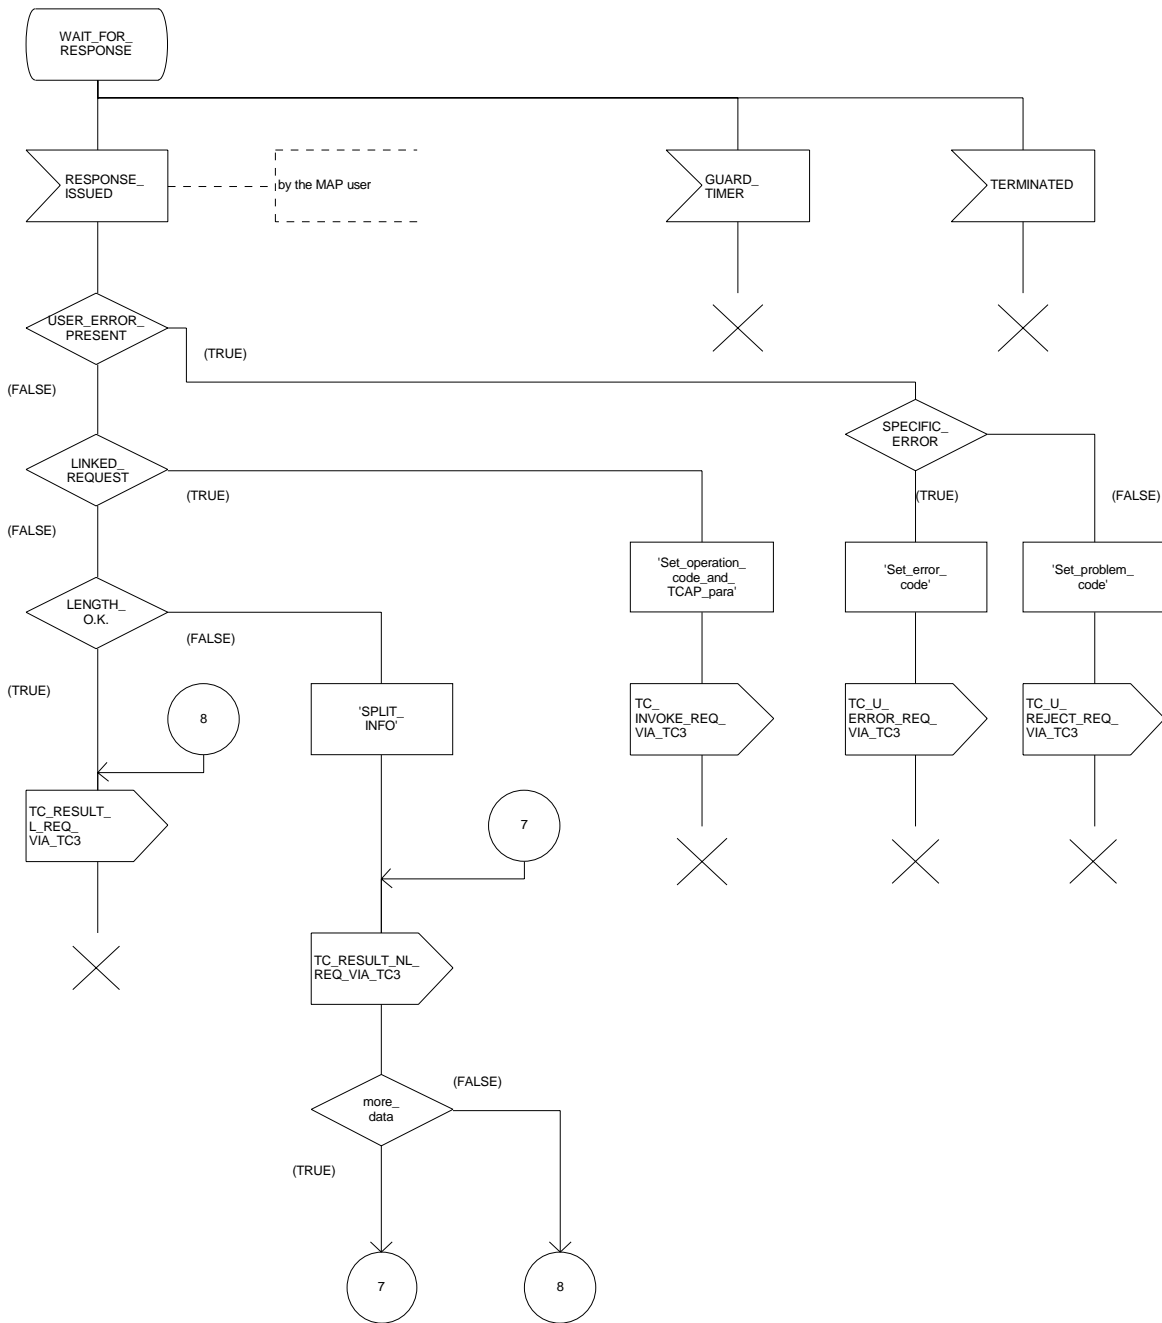 WAIT_FOR_
RESPONSE
RESPONSE_
ISSUED
by the MAP user
GUARD_
TIMER
TERMINATED
USER_ERROR_
PRESENT
(TRUE)
(FALSE)
SPECIFIC_
ERROR
LINKED_
REQUEST
(TRUE)
(TRUE)
(FALSE)
(FALSE)
'Set_operation_
code_and_
TCAP_para'
'Set_error_
code'
'Set_problem_
code'
LENGTH_
O.K.
(FALSE)
(TRUE)
8
'SPLIT_
INFO'
TC_
INVOKE_REQ_
VIA_TC3
TC_U_
ERROR_REQ_
VIA_TC3
TC_U_
REJECT_REQ_
VIA_TC3
TC_RESULT_
L_REQ_
VIA_TC3
7
TC_RESULT_NL_
REQ_VIA_TC3
more_
data
(FALSE)
(TRUE)
7
8